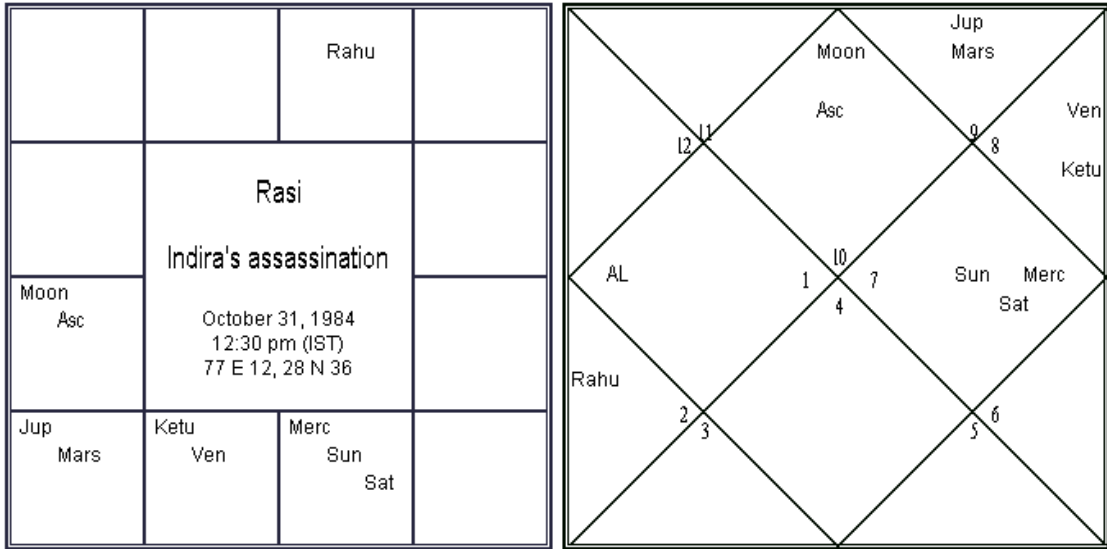 Rahu
Rasi
Indira's assassination
October 31, 1984
12:30 pm (IST)
77 E 12, 28 N 36
Moon
Asc
Jup
Mars
Ketu
Ven
Merc
Sun
Sat
Jup
Mars
Moon
Asc
Ven
Ketu
11
12
9
8
10
1
7
4
AL
Sun Merc
Sat
Rahu
2
3
6
5